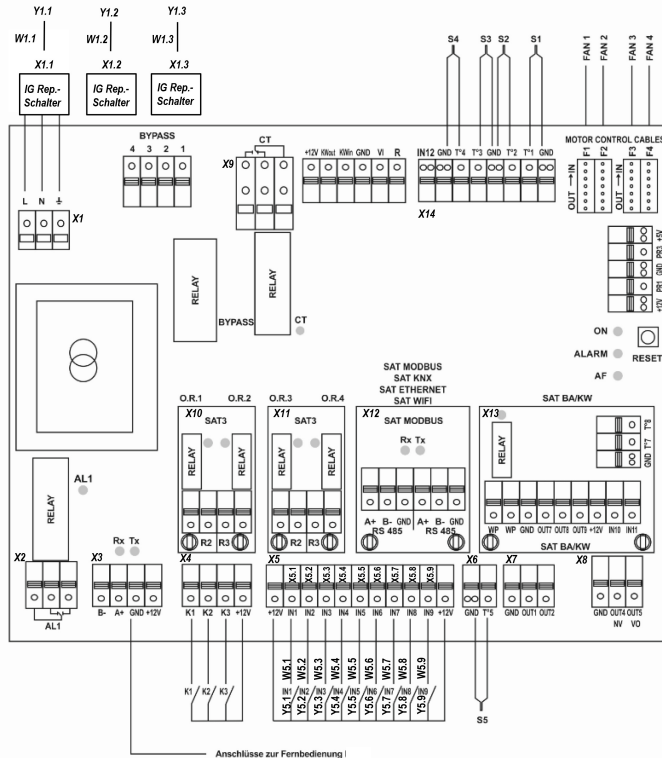 Y1.1 Y1.2 Y1.3
W1.1 W1.2 W1.3
X1.1 X1.2 X1.3
IG Rep.- IG Rep.- IG Rep.-
Schalter Schalter Schalter
S4 S3 S2 S1
FAN 1 FAN 2 FAN 3 FAN 4
BYPASS
4 3 2 1
CT
X9
+12V KWout KWin GND VI R
IN12 GND T°4 T°3 GND T°2 T°1 GND
X14
MOTOR CONTROL CABLES
OUT → IN F1 F2 OUT → IN F3 F4
L N
X1
RELAY
BYPASS
RELAY
CT
+12V PR1 GND PR3 +5V
ON
ALARM
AF
RESET
SAT MODBUS
SAT KNX
SAT ETHERNET
SAT WIFI
O.R.1 O.R.2 O.R.3 O.R.4
SAT BA/KW
X10 SAT3 X11 SAT3 X12 SAT MODBUS X13
RELAY RELAY RELAY RELAY
Rx Tx
RELAY
GND T°7 T°8
RELAY
AL1
Rx Tx
R2 R3 R2 R3
A+ B- GND A+ B- GND
RS 485 RS 485
WP WP GND OUT7 OUT8 OUT9 +12V IN10 IN11
SAT BA/KW
X2 X3 X4 X5 X6 X7 X8
X5.1 X5.2 X5.3 X5.4 X5.5 X5.6 X5.7 X5.8 X5.9
AL1
B- A+ GND +12V
K1 K2 K3 +12V
+12V IN1 IN2 IN3 IN4 IN5 IN6 IN7 IN8 IN9 +12V
GND T°5
GND OUT1 OUT2
GND OUT4 OUT5
NV VO
W5.1 W5.2 W5.3 W5.4 W5.5 W5.6 W5.7 W5.8 W5.9
K1 K2 K3
IN1 IN2 IN3 IN4 IN5 IN6 IN7 IN8 IN9
Y5.1 Y5.2 Y5.3 Y5.4 Y5.5 Y5.6 Y5.7 Y5.8 Y5.9
S5
Anschlüsse zur Fernbedienung